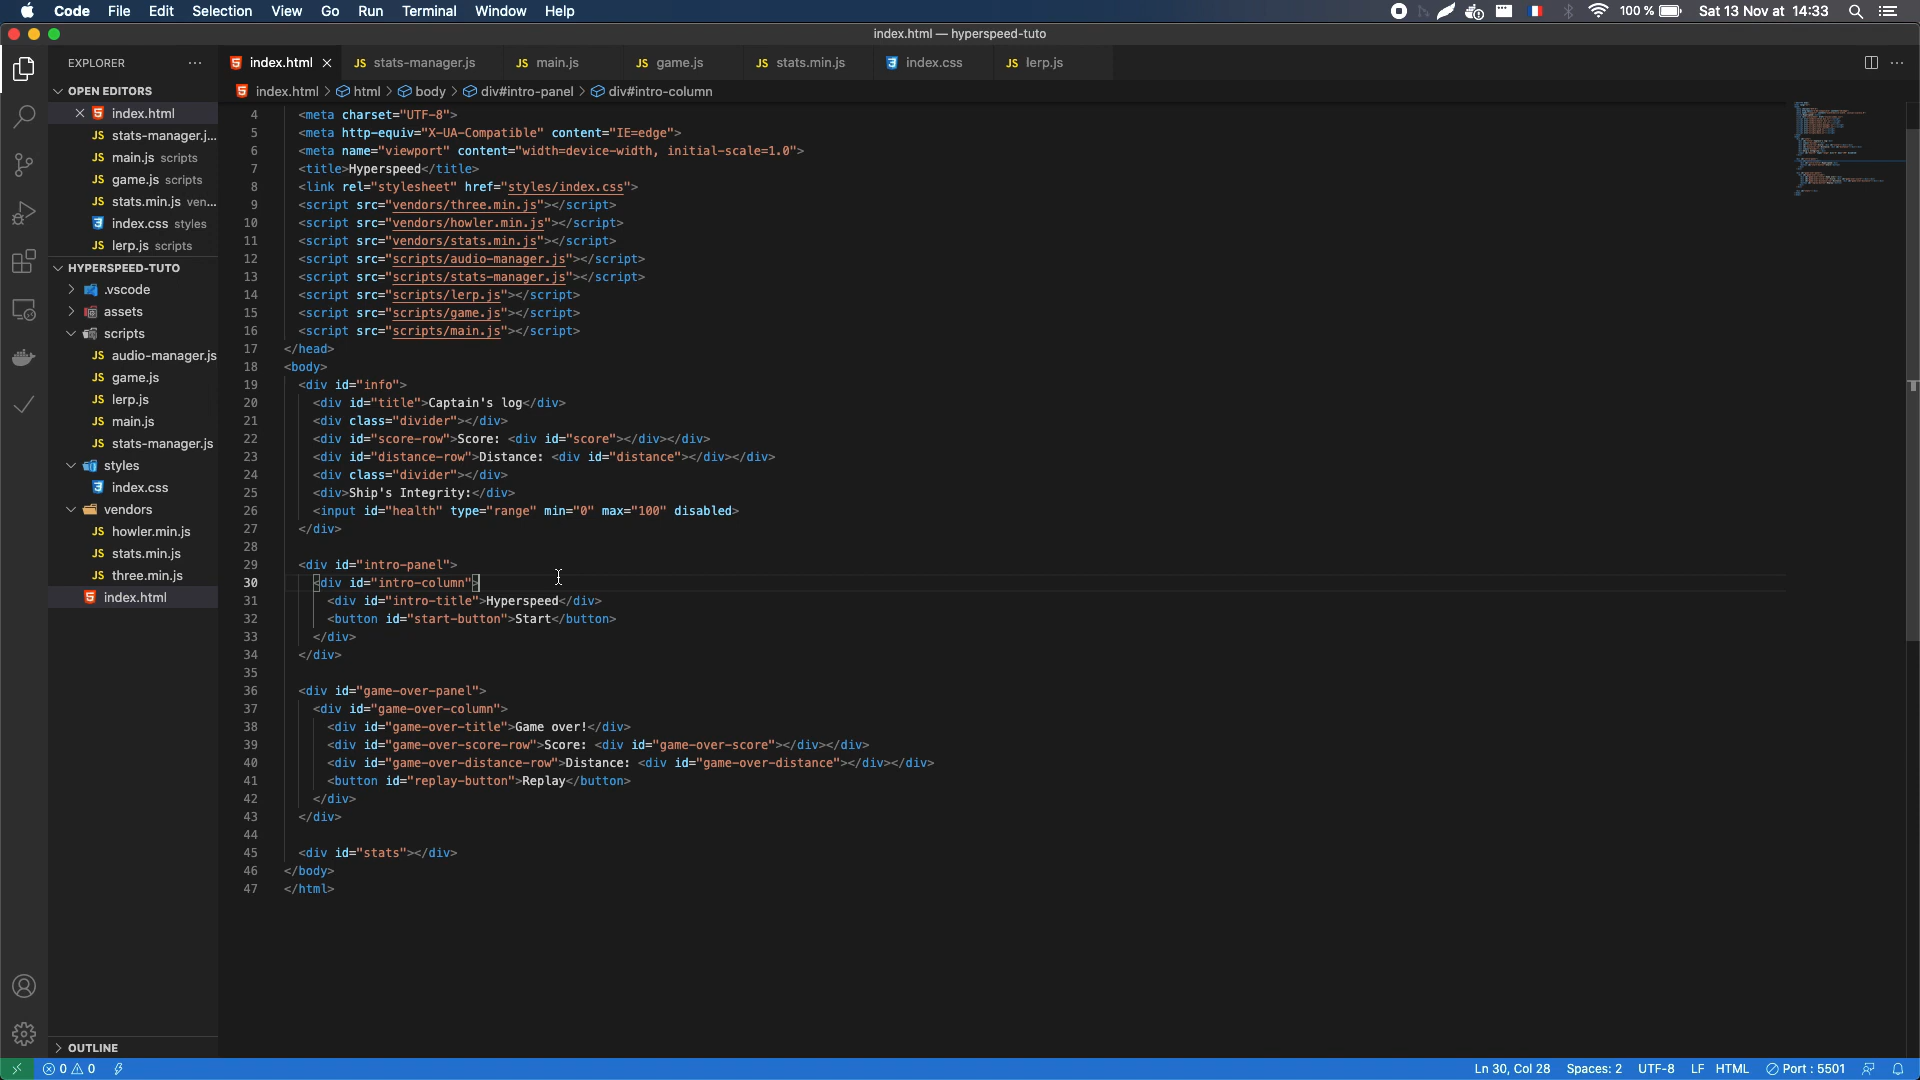 Code File Edit Selection View Go Run Terminal Window Help
100 % Sat 13 Nov at 14:33
index.html — hyperspeed-tuto
EXPLORER
index.html
JS stats-manager.js
JS main.js
JS game.js
JS stats.min.js
index.css
JS lerp.js
index.html > html > body > div#intro-panel > div#intro-column
OPEN EDITORS
index.html
JS stats-manager.j...
JS main.js scripts
JS game.js scripts
JS stats.min.js ven...
index.css styles
JS lerp.js scripts
HYPERSPEED-TUTO
.vscode
assets
scripts
JS audio-manager.js
JS game.js
JS lerp.js
JS main.js
JS stats-manager.js
styles
index.css
vendors
JS howler.min.js
JS stats.min.js
JS three.min.js
index.html
OUTLINE
4 <meta charset="UTF-8">
5 <meta http-equiv="X-UA-Compatible" content="IE=edge">
6 <meta name="viewport" content="width=device-width, initial-scale=1.0">
7 <title>Hyperspeed</title>
8 <link rel="stylesheet" href="styles/index.css">
9 <script src="vendors/three.min.js"></script>
10 <script src="vendors/howler.min.js"></script>
11 <script src="vendors/stats.min.js"></script>
12 <script src="scripts/audio-manager.js"></script>
13 <script src="scripts/stats-manager.js"></script>
14 <script src="scripts/lerp.js"></script>
15 <script src="scripts/game.js"></script>
16 <script src="scripts/main.js"></script>
17 </head>
18 <body>
19 <div id="info">
20 <div id="title">Captain's log</div>
21 <div class="divider"></div>
22 <div id="score-row">Score: <div id="score"></div></div>
23 <div id="distance-row">Distance: <div id="distance"></div></div>
24 <div class="divider"></div>
25 <div>Ship's Integrity:</div>
26 <input id="health" type="range" min="0" max="100" disabled>
27 </div>
28
29 <div id="intro-panel">
30 <div id="intro-column">
31 <div id="intro-title">Hyperspeed</div>
32 <button id="start-button">Start</button>
33 </div>
34 </div>
35
36 <div id="game-over-panel">
37 <div id="game-over-column">
38 <div id="game-over-title">Game over!</div>
39 <div id="game-over-score-row">Score: <div id="game-over-score"></div></div>
40 <div id="game-over-distance-row">Distance: <div id="game-over-distance"></div></div>
41 <button id="replay-button">Replay</button>
42 </div>
43 </div>
44
45 <div id="stats"></div>
46 </body>
47 </html>
0 0
Ln 30, Col 28 Spaces: 2 UTF-8 LF HTML Port : 5501